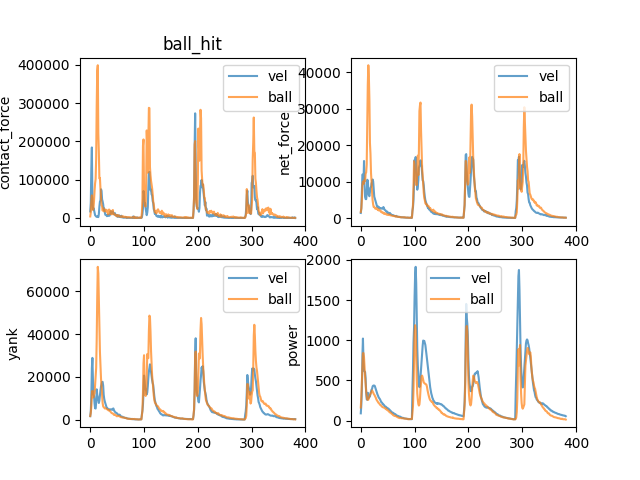 ball_hit
contact_force
400000
300000
200000
100000
0
0 100 200 300 400
vel
ball
net_force
40000
30000
20000
10000
0
0 100 200 300 400
vel
ball
yank
60000
40000
20000
0
0 100 200 300 400
vel
ball
power
2000
1500
1000
500
0
0 100 200 300 400
vel
ball